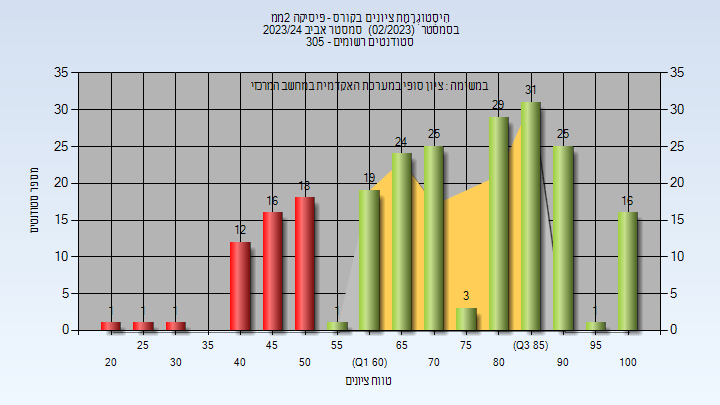 היסטוגרמת ציונים בקורס - פיסיקה 2ממ
בסמסטר (02/2023) סמסטר אביב 2023/24
סטודנטים רשומים - 305
במשימה : ציון סופי במערכת האקדמית במחשב המרכזי
מספר סטודנטים
35 30 25 20 15 10 5 0
1 1 1 12 16 18 1 19 24 25 3 29 31 25 1 16
35 30 25 20 15 10 5 0
25 35 45 55 65 75 (Q3 85) 95
20 30 40 50 (Q1 60) 70 80 90 100
טווח ציונים